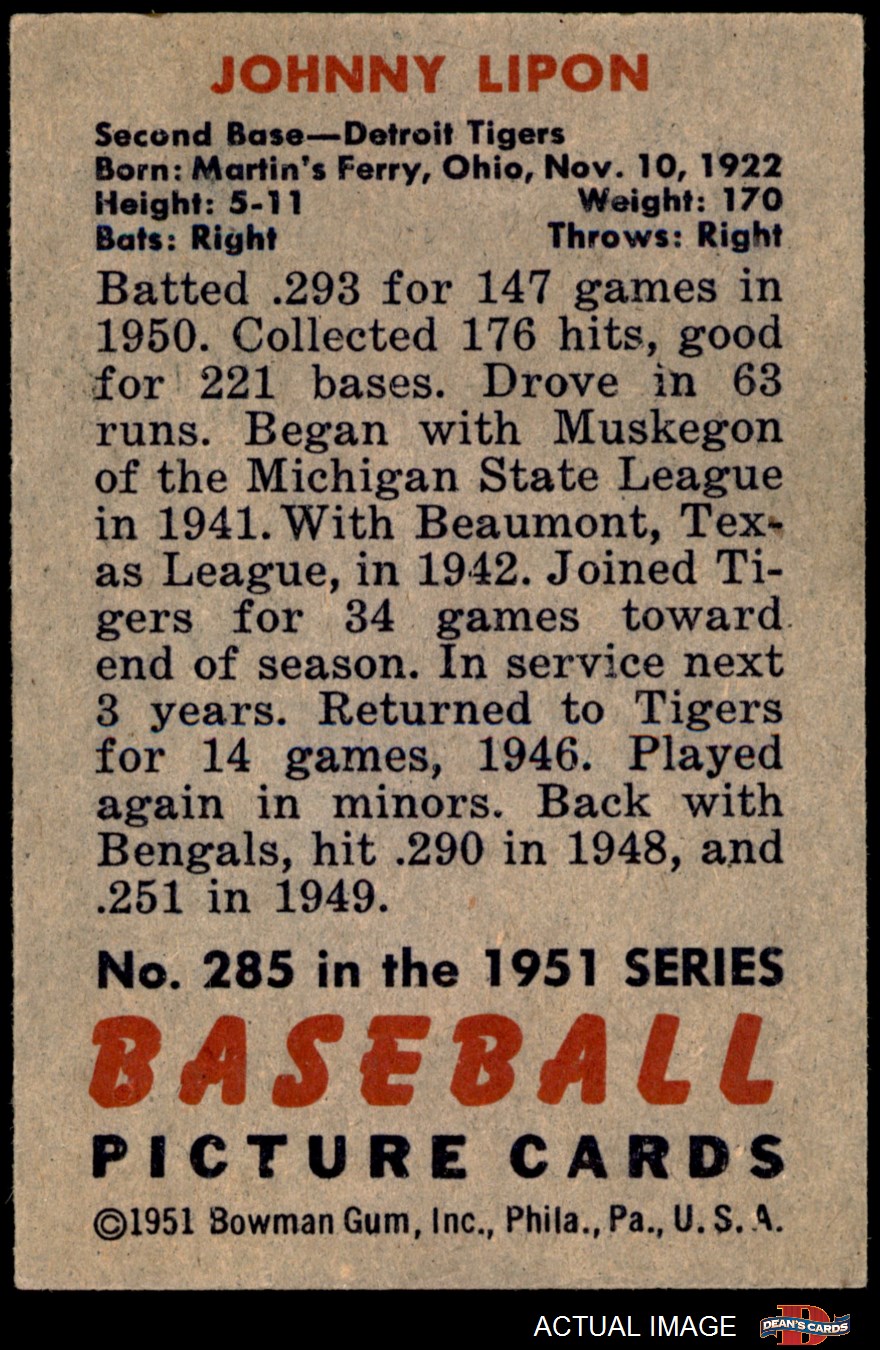 JOHNNY LIPON
Second Base—Detroit Tigers
Born: Martin's Ferry, Ohio, Nov. 10, 1922
Height: 5-11 Weight: 170
Bats: Right Throws: Right
Batted .293 for 147 games in
1950. Collected 176 hits, good
for 221 bases. Drove in 63
runs. Began with Muskegon
of the Michigan State League
in 1941. With Beaumont, Tex-
as League, in 1942. Joined Ti-
gers for 34 games toward
end of season. In service next
3 years. Returned to Tigers
for 14 games, 1946. Played
again in minors. Back with
Bengals, hit .290 in 1948, and
.251 in 1949.
No. 285 in the 1951 SERIES
BASEBALL
PICTURE CARDS
©1951 Bowman Gum, Inc., Phila., Pa., U. S. A.
ACTUAL IMAGE
DEAN'S CARDS